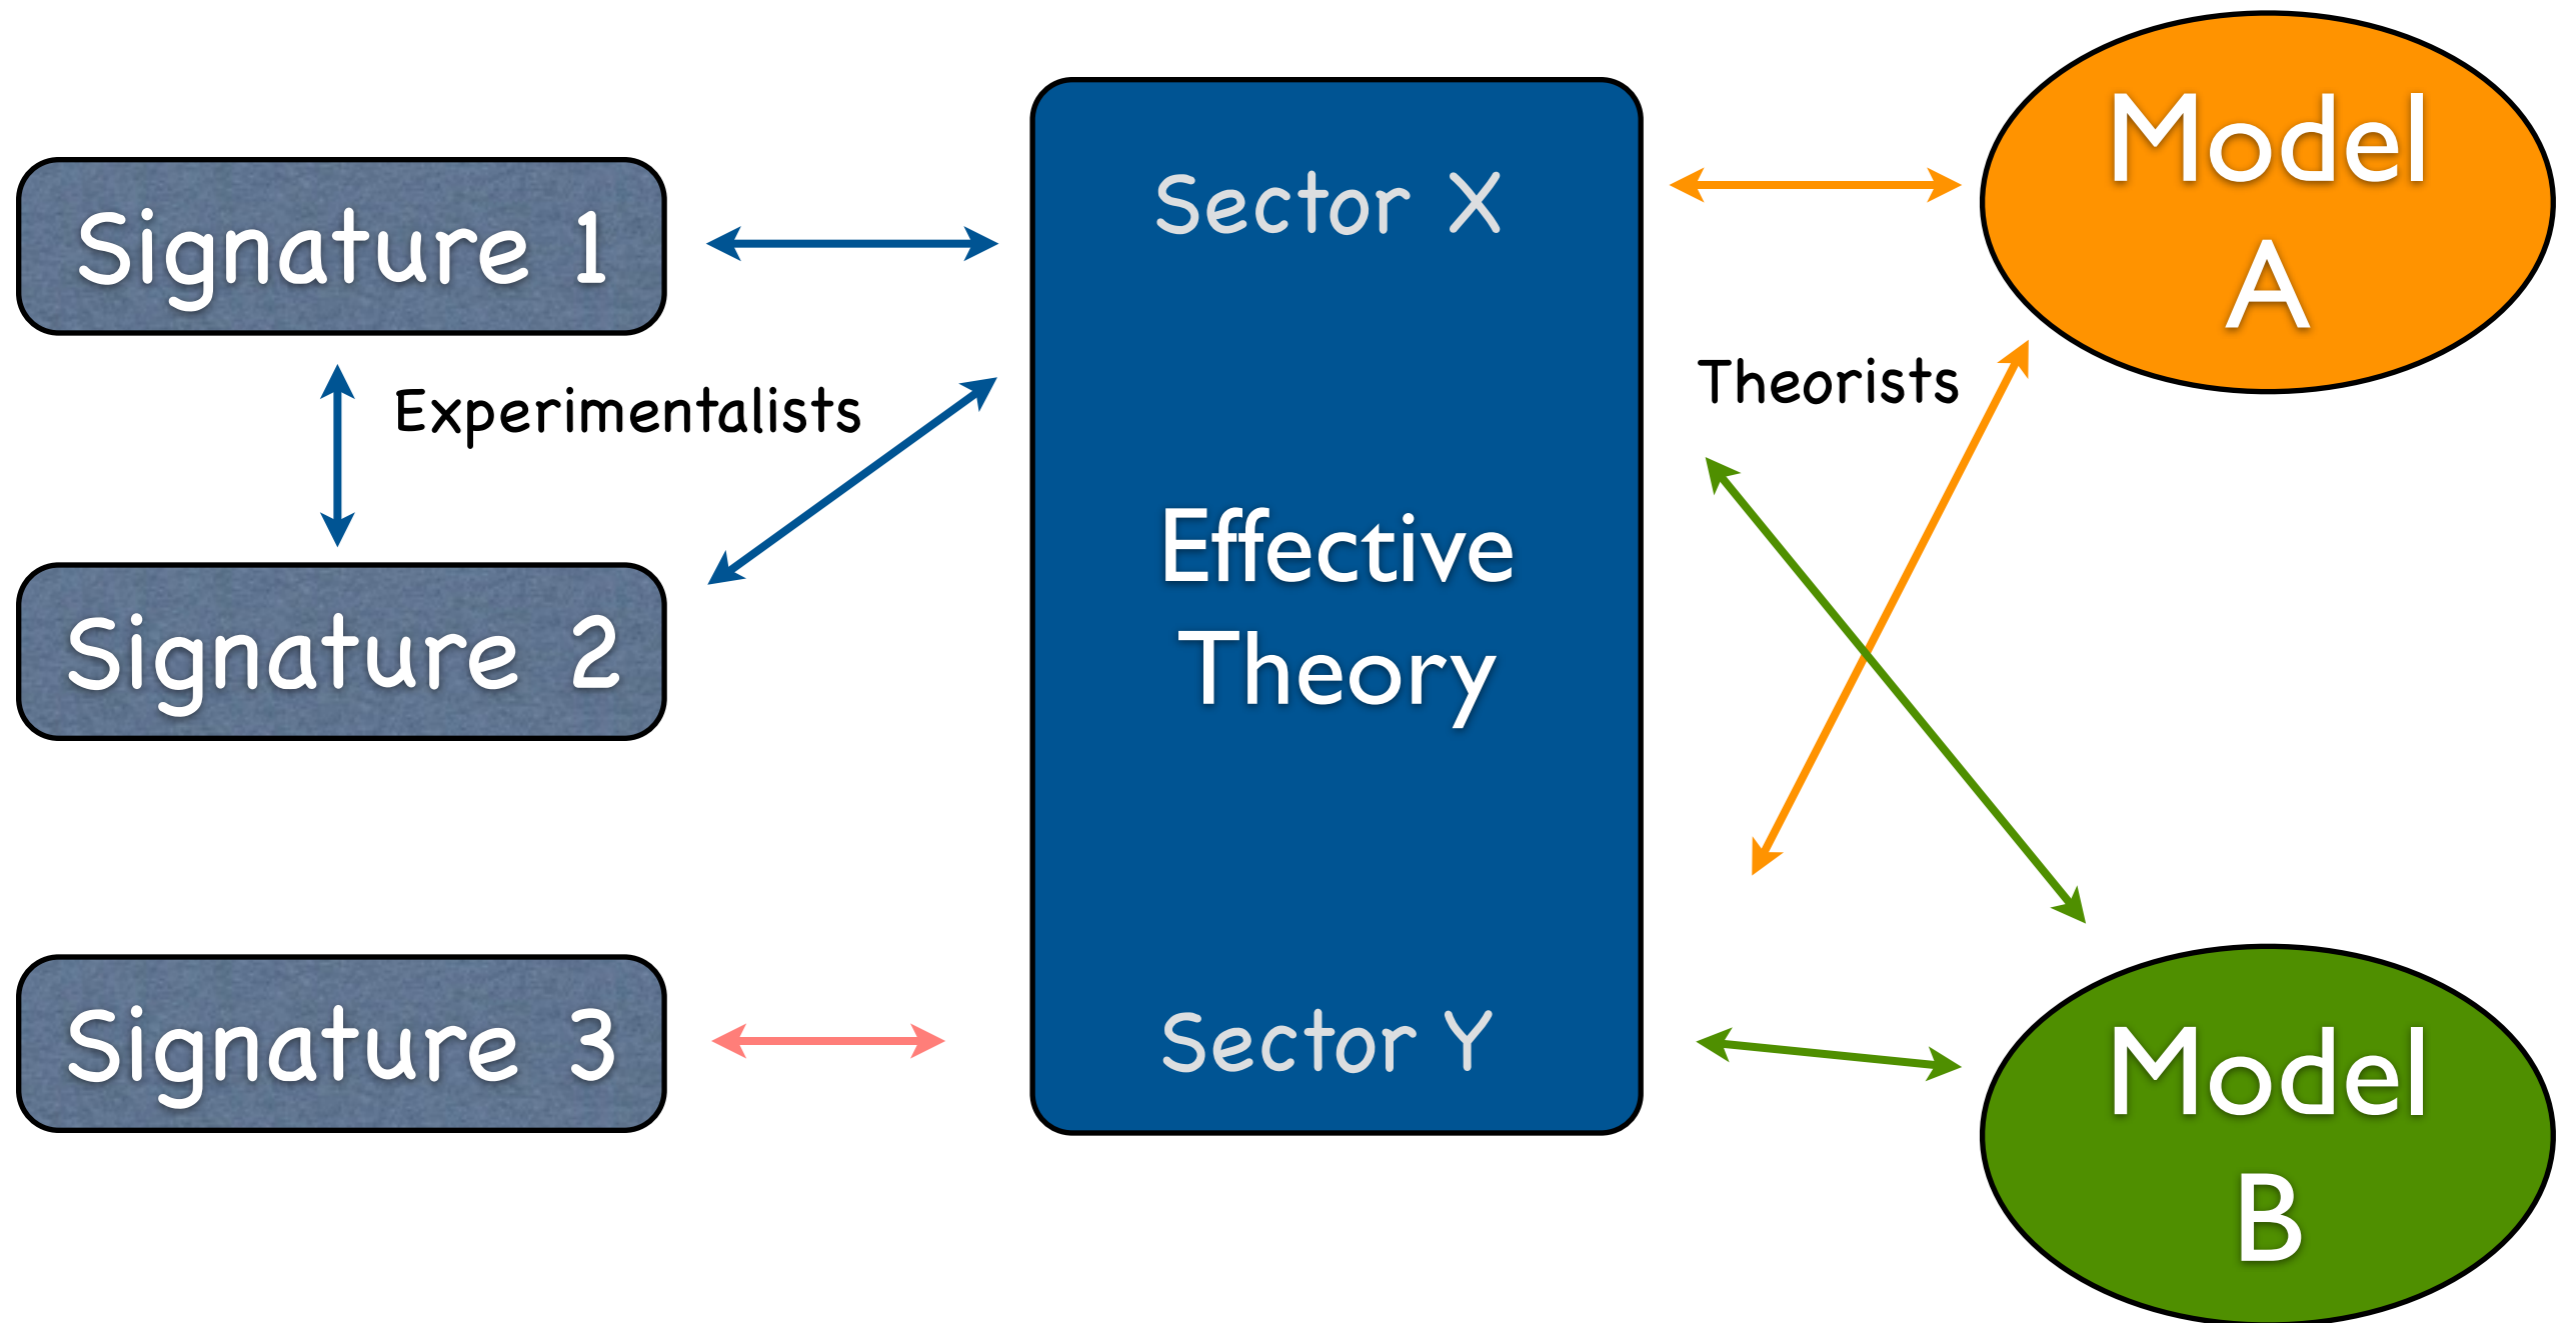 Signature 1
Experimentalists
Signature 2
Signature 3
Sector X
Effective
Theory
Sector Y
Theorists
Model
A
Model
B